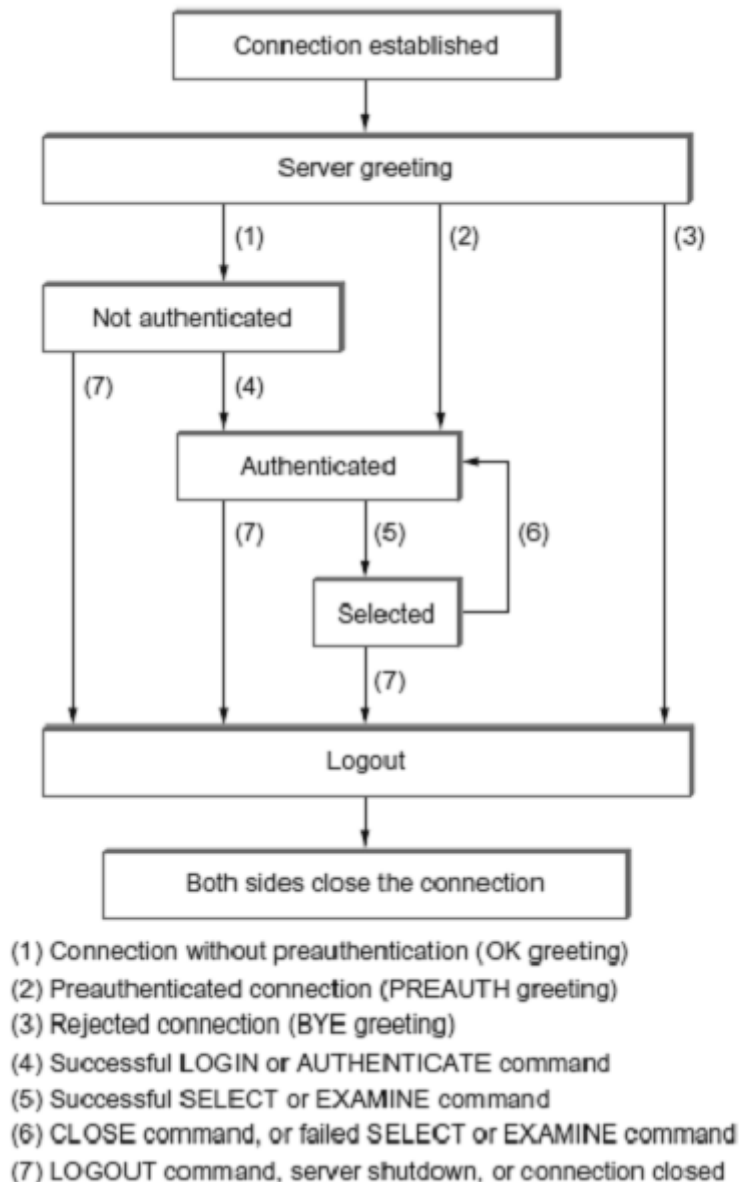 Connection established
Server greeting
(1)
(2)
(3)
Not authenticated
(7)
(4)
Authenticated
(7)
(5)
(6)
Selected
(7)
Logout
Both sides close the connection
(1) Connection without preauthentication (OK greeting)
(2) Preauthenticated connection (PREAUTH greeting)
(3) Rejected connection (BYE greeting)
(4) Successful LOGIN or AUTHENTICATE command
(5) Successful SELECT or EXAMINE command
(6) CLOSE command, or failed SELECT or EXAMINE command
(7) LOGOUT command, server shutdown, or connection closed